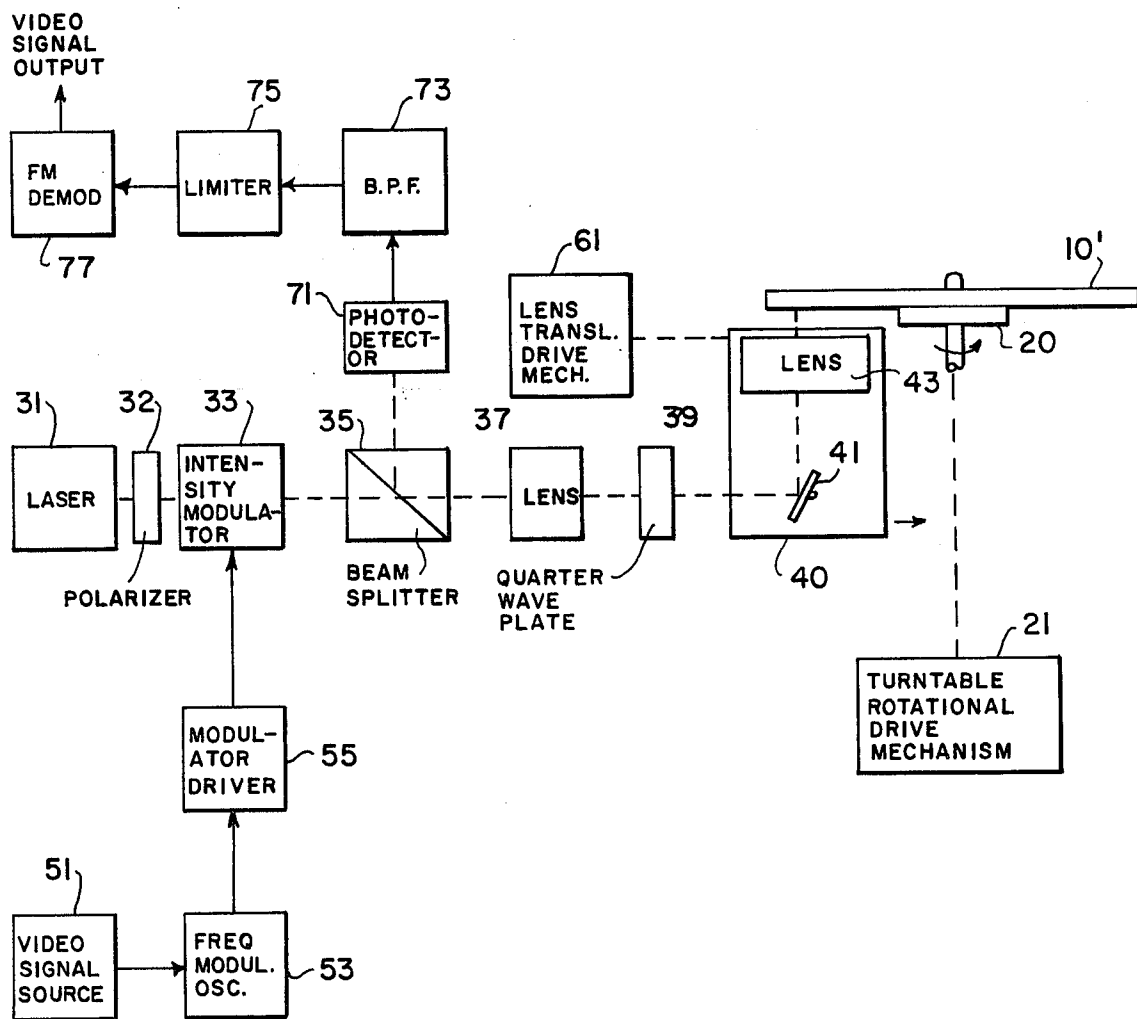 VIDEO
SIGNAL
OUTPUT
75
73
FM
DEMOD
LIMITER
B.P.F.
77
61
10'
71
PHOTO-
DETECT-
OR
LENS
TRANSL.
DRIVE
MECH.
20
LENS
43
31
32
33
35
37
39
LASER
INTEN-
SITY
MODULA-
TOR
LENS
41
POLARIZER
BEAM
SPLITTER
QUARTER
WAVE
PLATE
40
21
TURNTABLE
ROTATIONAL
DRIVE
MECHANISM
MODUL-
ATOR
DRIVER
55
51
VIDEO
SIGNAL
SOURCE
FREQ
MODUL.
OSC.
53